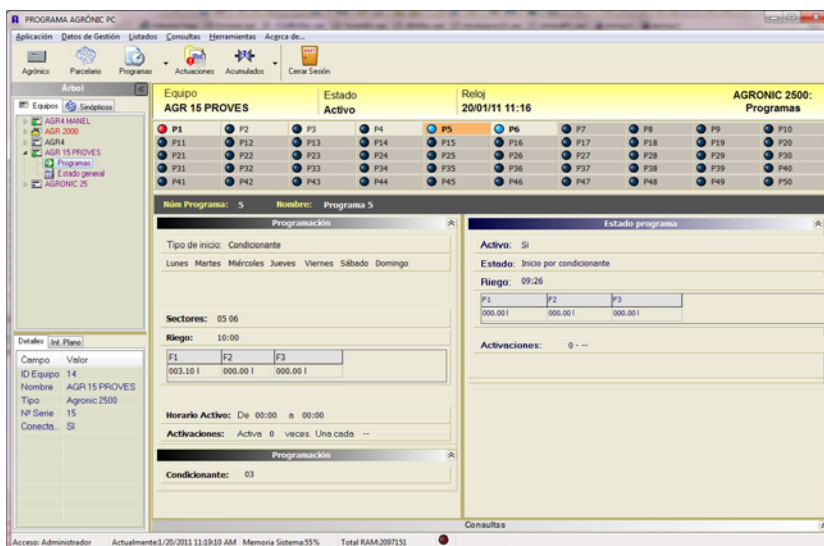 PROGRAMA AGRÓNIC PC
Aplicación Datos de Gestión Listados Consultas Herramientas Acerca de...
Agrónics Parcelario Programas Actuaciones Acumulados Cerrar Sesión
Árbol
Equipos Sinópticos
AGR4 MANEL
AGR 2000
AGR4
AGR 15 PROVES
Programas
Estado general
AGRONIC 25
Equipo Estado Reloj AGRONIC 2500:
AGR 15 PROVES Activo 20/01/11 11:16 Programas
P1 P2 P3 P4 P5 P6 P7 P8 P9 P10
P11 P12 P13 P14 P15 P16 P17 P18 P19 P20
P21 P22 P23 P24 P25 P26 P27 P28 P29 P30
P31 P32 P33 P34 P35 P36 P37 P38 P39 P40
P41 P42 P43 P44 P45 P46 P47 P48 P49 P50
Núm Programa: 5 Nombre: Programa 5
Programación
Tipo de inicio: Condicionante
Lunes Martes Miércoles Jueves Viernes Sábado Domingo
Sectores: 05 06
Riego: 10:00
F1 F2 F3
003.10 l 000.00 l 000.00 l
Horario Activo: De 00:00 a 00:00
Activaciones: Activa 0 veces. Una cada --
Programación
Condicionante: 03
Estado programa
Activo: Si
Estado: Inicio por condicionante
Riego: 09:26
F1 F2 F3
000.00 l 000.00 l 000.00 l
Activaciones: 0 - --
Consultas
Detalles Inf. Plano
Campo Valor
ID Equipo 14
Nombre AGR 15 PROVES
Tipo Agronic 2500
Nº Serie 15
Conecta... SI
Acceso: Administrador Actualmente:1/20/2011 11:19:10 AM Memoria Sistema:55% Total RAM:2097151